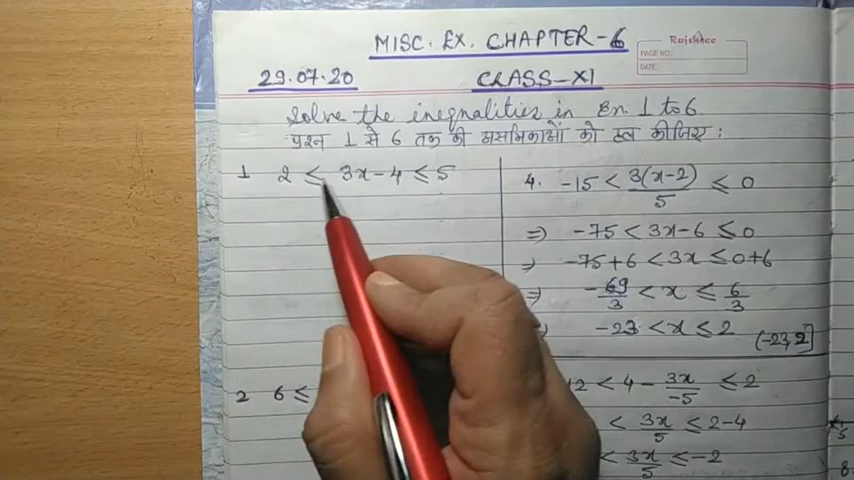 MISC. EX. CHAPTER-6
Rajshree
PAGE NO.:
DATE:
29.07.20
CLASS-XI
Solve the inequalities in Ex. 1 to 6
प्रश्न 1 से 6 तक की असमिकाओं को हल कीजिए :
1 2 ≤ 3x-4 ≤ 5
4. -15 < 3(x-2)/5 ≤ 0
⇒ -75 < 3x-6 ≤ 0
⇒ -75+6 < 3x ≤ 0+6
⇒ -69/3 < x ≤ 6/3
⇒ -23 < x ≤ 2 (-23,2]
2 6 ≤
12 < 4 - 3x/-5 ≤ 2
< 3x/5 ≤ 2-4
< 3x/5 ≤ -2